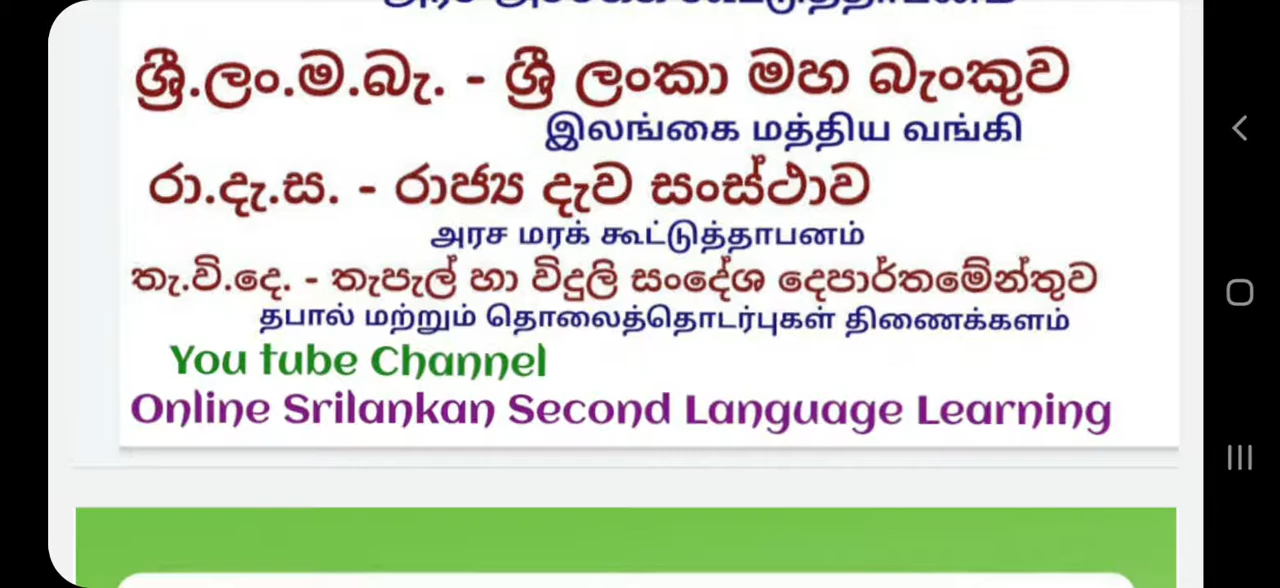 ශ්‍රී.ලං.ම.බැ. - ශ්‍රී ලංකා මහ බැංකුව
இலங்கை மத்திய வங்கி
රා.දැ.ස. - රාජ්‍ය දැව සංස්ථාව
அரச மரக் கூட்டுத்தாபனம்
තැ.වි.දෙ. - තැපැල් හා විදුලි සංදේශ දෙපාර්තමේන්තුව
தபால் மற்றும் தொலைத்தொடர்புகள் திணைக்களம்
You tube Channel
Online Srilankan Second Language Learning